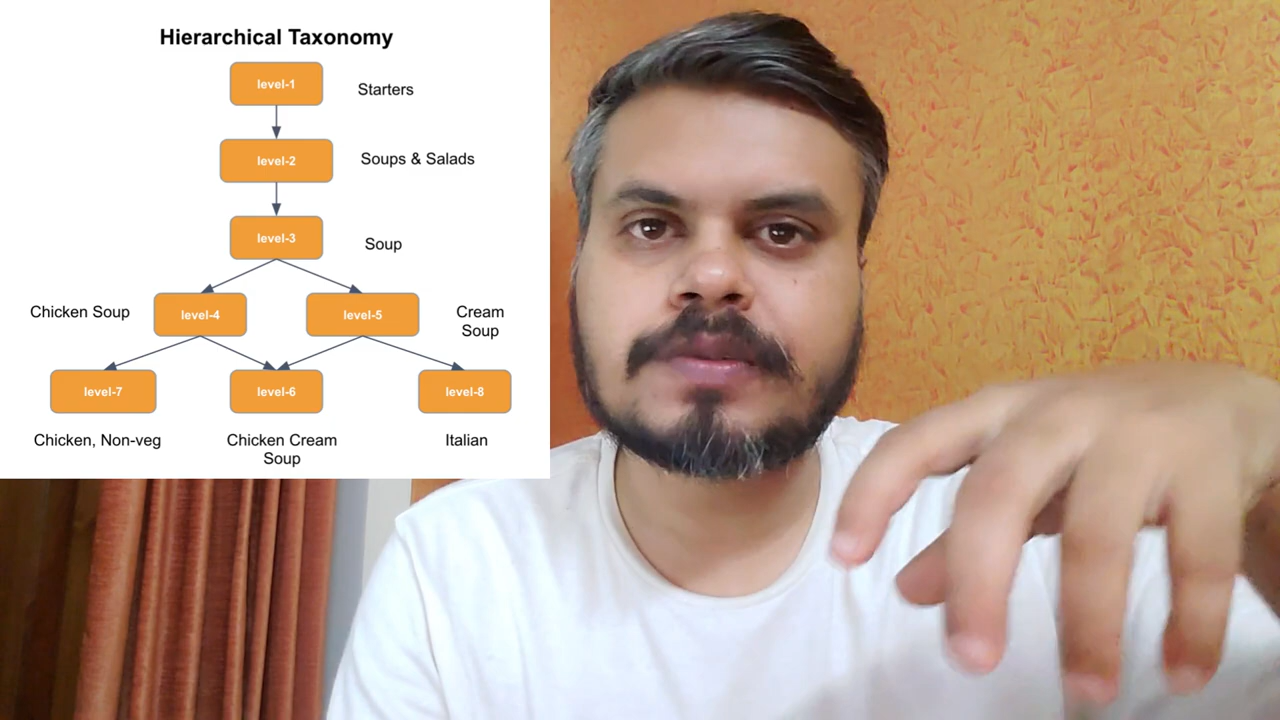 Hierarchical Taxonomy
level-1
Starters
level-2
Soups & Salads
level-3
Soup
Chicken Soup
level-4
level-5
Cream
Soup
level-7
level-6
level-8
Chicken, Non-veg
Chicken Cream
Soup
Italian